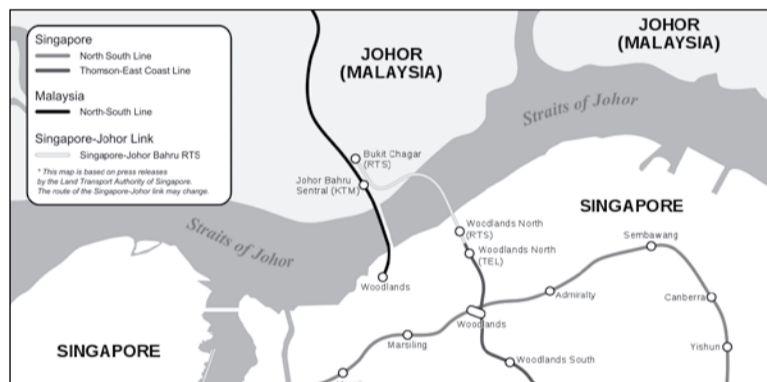 Singapore
North South Line
Thomson-East Coast Line
Malaysia
North-South Line
Singapore-Johor Link
Singapore-Johor Bahru RTS
* This map is based on press releases
by the Land Transport Authority of Singapore.
The route of the Singapore-Johor link may change.
JOHOR
(MALAYSIA)
JOHOR
(MALAYSIA)
Straits of Johor
Bukit Chagar
(RTS)
Johor Bahru
Sentral (KTM)
SINGAPORE
Woodlands North
(RTS)
Straits of Johor
Woodlands North
(TEL)
Sembawang
Woodlands
Admiralty
Canberra
Woodlands
Marsiling
Yishun
SINGAPORE
Woodlands South